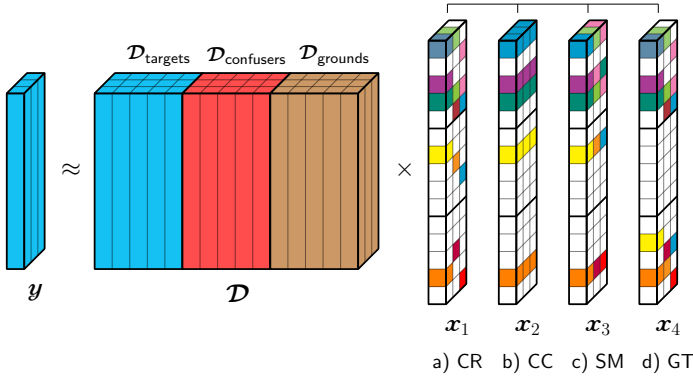 𝓓targets 𝓓confusers 𝓓grounds
≈ ×
y 𝓓 x1 x2 x3 x4
a) CR b) CC c) SM d) GT